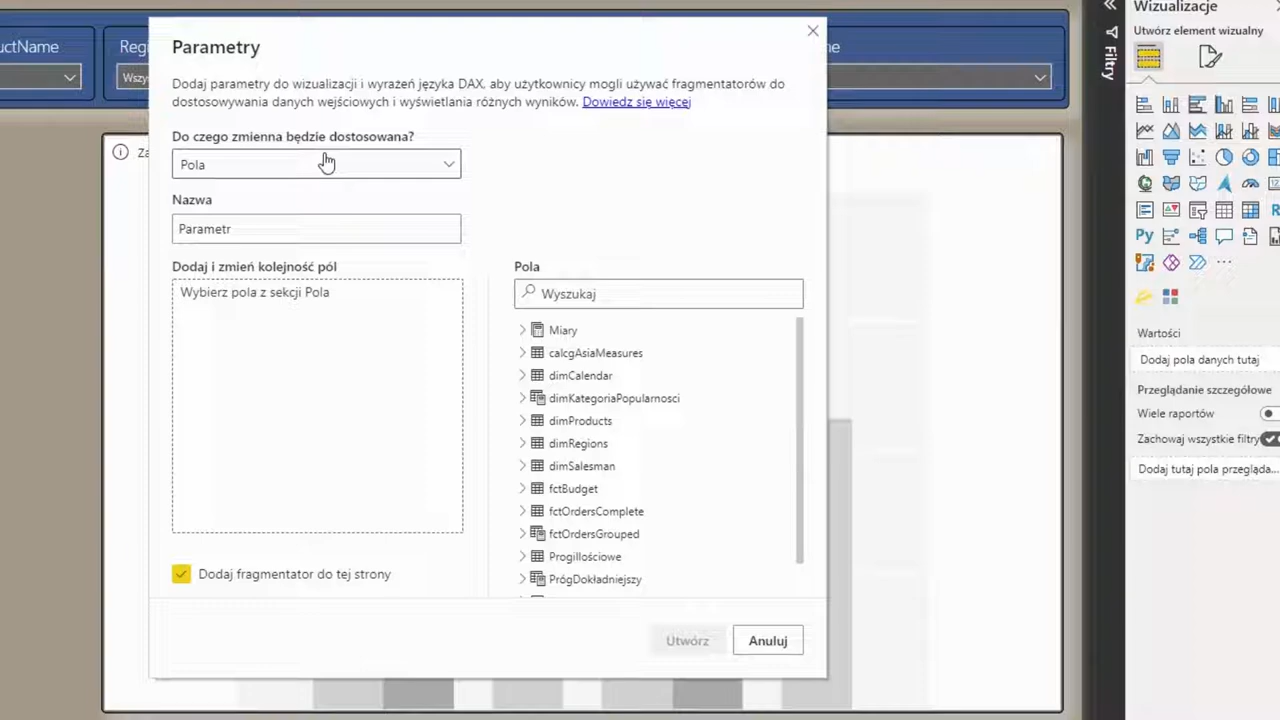 uctName
Reg
Wszys
ne
Parametry
Dodaj parametry do wizualizacji i wyrażeń języka DAX, aby użytkownicy mogli używać fragmentatorów do
dostosowywania danych wejściowych i wyświetlania różnych wyników. Dowiedz się więcej
Do czego zmienna będzie dostosowana?
Pola
Nazwa
Parametr
Dodaj i zmień kolejność pól
Wybierz pola z sekcji Pola
Dodaj fragmentator do tej strony
Pola
Wyszukaj
Miary
calcgAsiaMeasures
dimCalendar
dimKategoriaPopularnosci
dimProducts
dimRegions
dimSalesman
fctBudget
fctOrdersComplete
fctOrdersGrouped
ProgiIlościowe
PrógDokładniejszy
Utwórz
Anuluj
Za
Filtry
Wizualizacje
Utwórz element wizualny
R
Py
Wartości
Dodaj pola danych tutaj
Przeglądanie szczegółowe
Wiele raportów
Zachowaj wszystkie filtry
Dodaj tutaj pola przegląda...